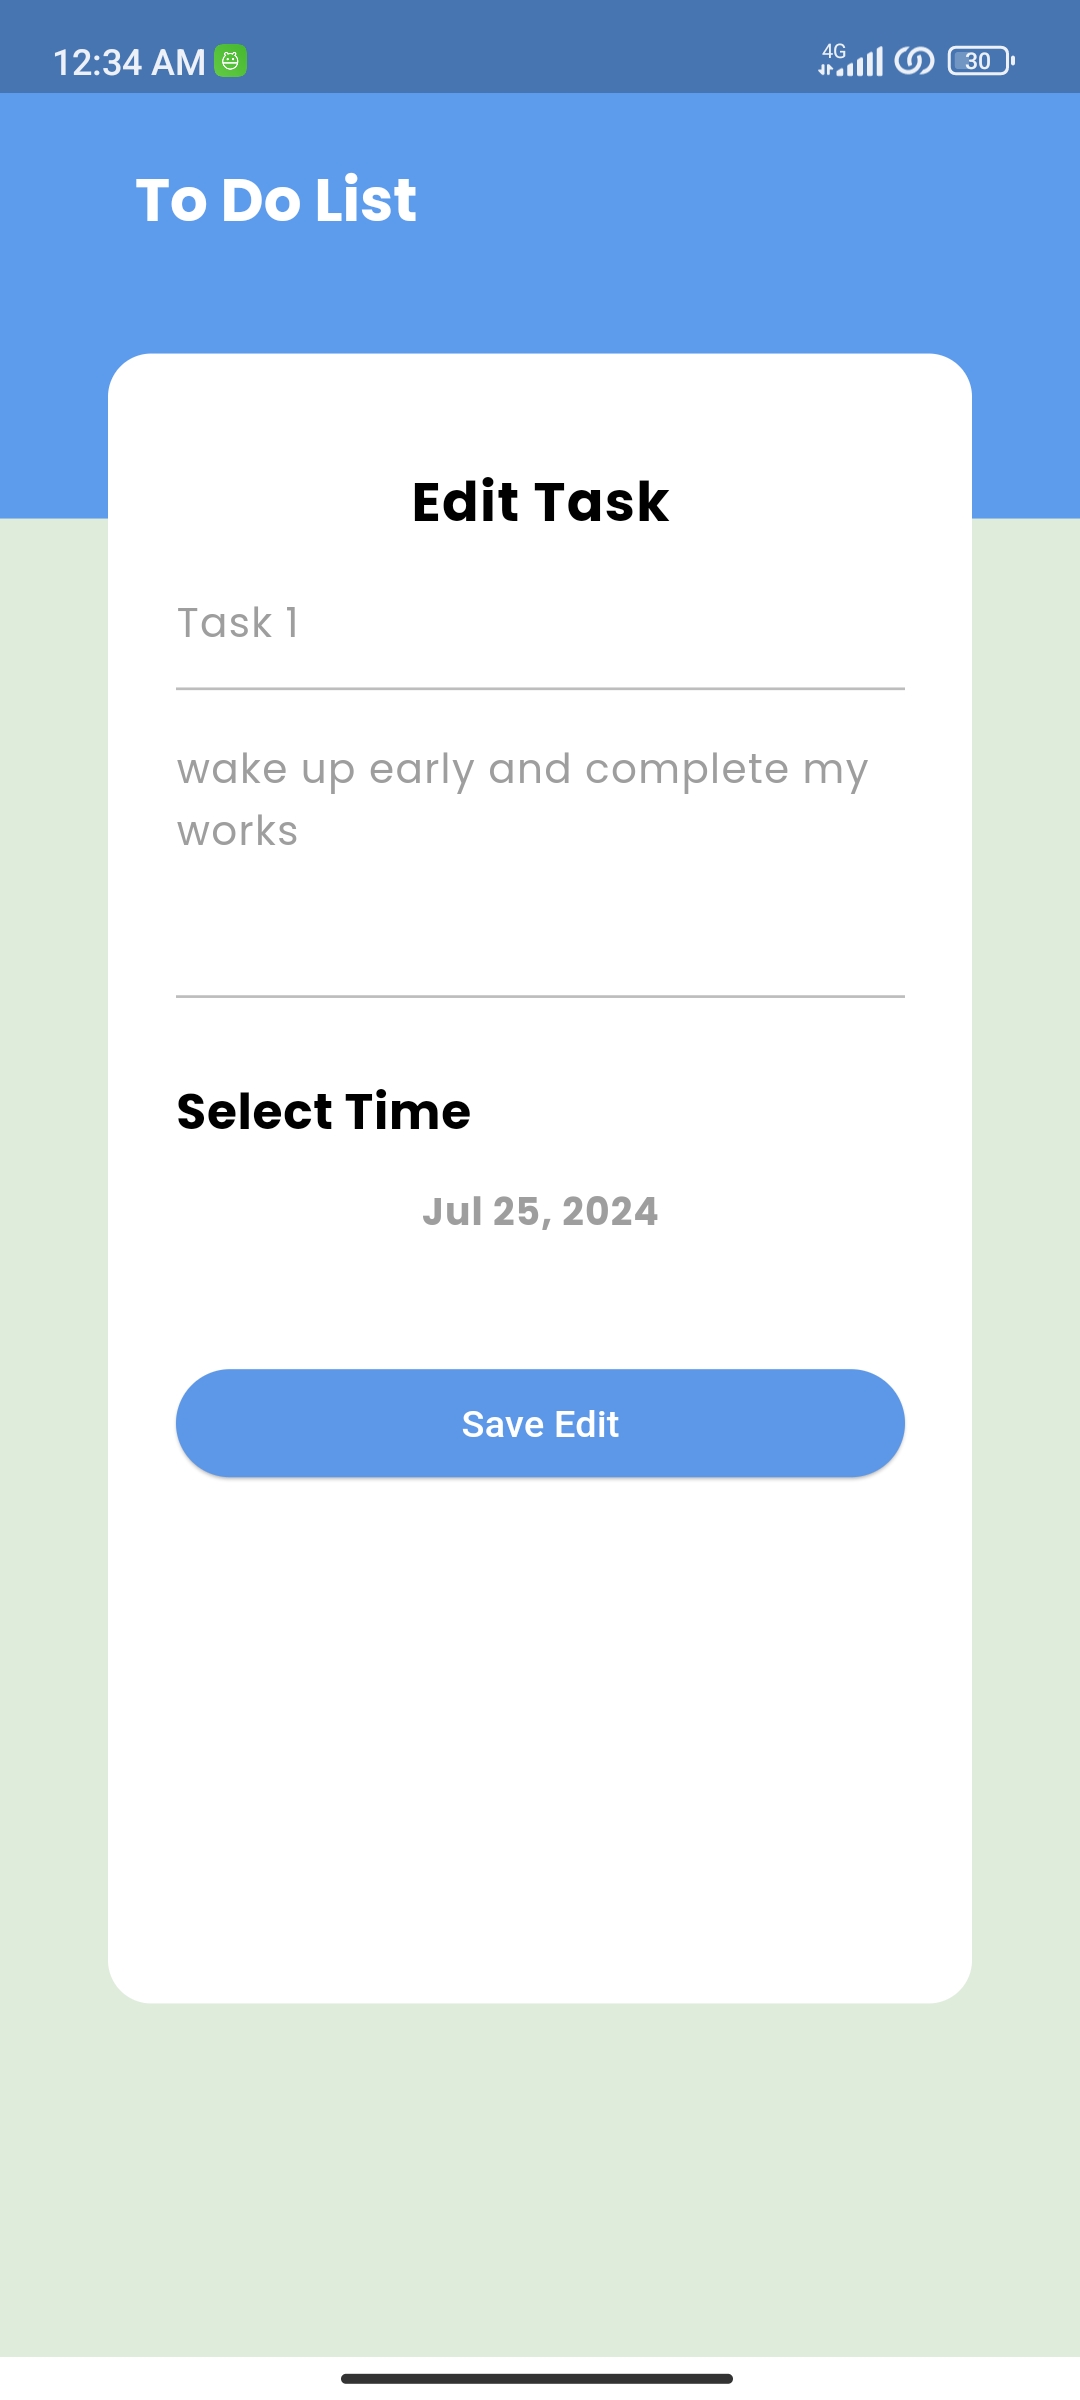 12:34 AM 4G 30
To Do List
Edit Task
Task 1
wake up early and complete my
works
Select Time
Jul 25, 2024
Save Edit